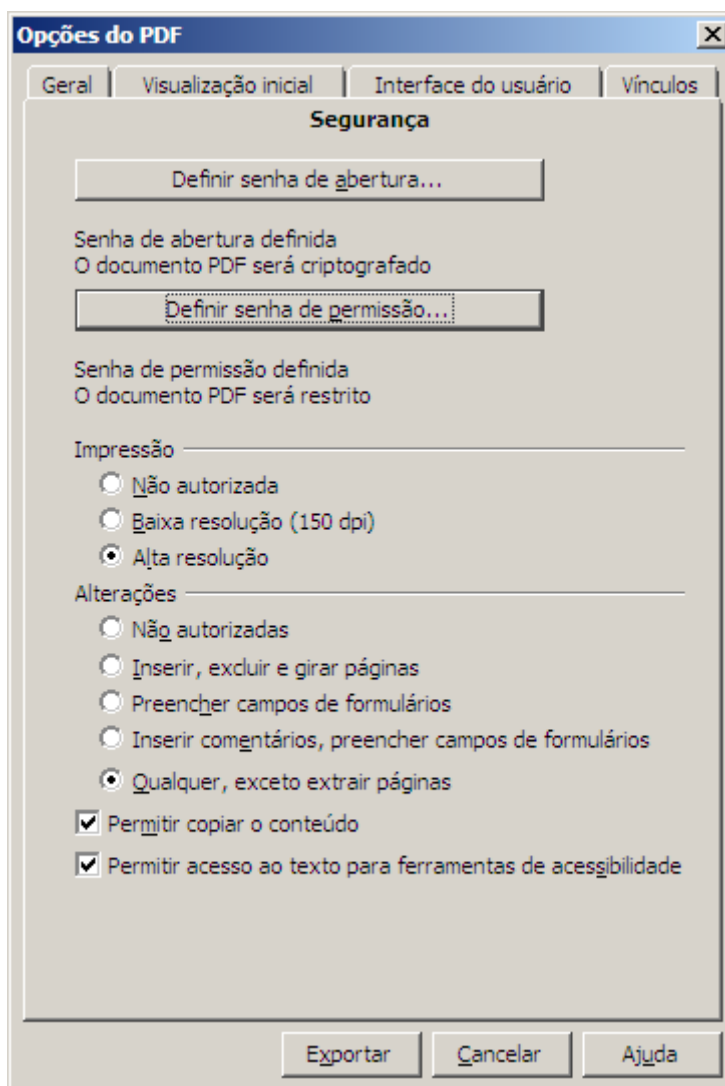 Opções do PDF
Geral
Visualização inicial
Interface do usuário
Vínculos
Segurança
Definir senha de abertura...
Senha de abertura definida
O documento PDF será criptografado
Definir senha de permissão...
Senha de permissão definida
O documento PDF será restrito
Impressão
Não autorizada
Baixa resolução (150 dpi)
Alta resolução
Alterações
Não autorizadas
Inserir, excluir e girar páginas
Preencher campos de formulários
Inserir comentários, preencher campos de formulários
Qualquer, exceto extrair páginas
Permitir copiar o conteúdo
Permitir acesso ao texto para ferramentas de acessibilidade
Exportar
Cancelar
Ajuda